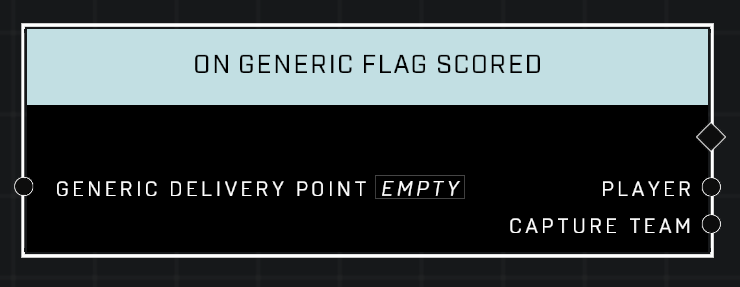 ON GENERIC FLAG SCORED
GENERIC DELIVERY POINT EMPTY PLAYER
CAPTURE TEAM